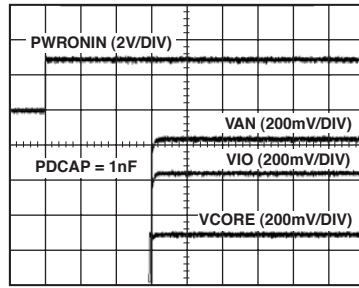 PWRONIN (2V/DIV)
VAN (200mV/DIV)
PDCAP = 1nF
VIO (200mV/DIV)
VCORE (200mV/DIV)